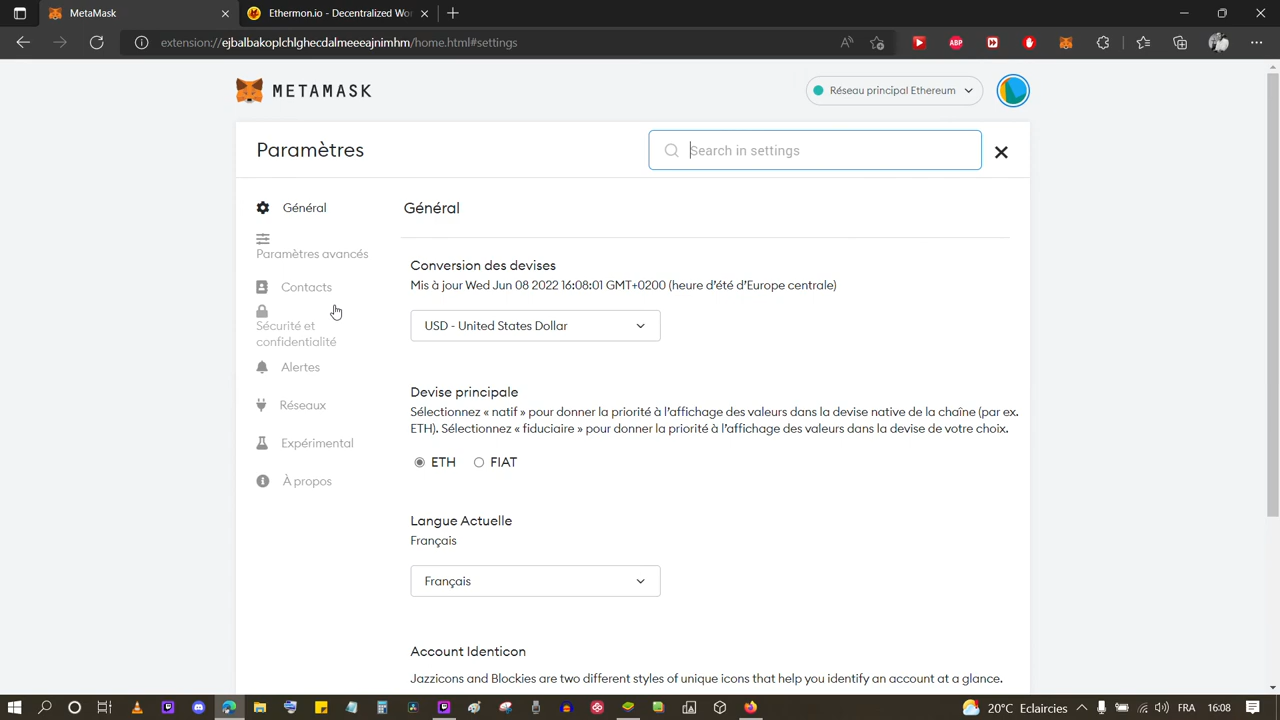 MetaMask
Ethermon.io - Decentralized Wor
extension://ejbalbakoplchlghecdalmeeeajnimhm/home.html#settings
ABP
METAMASK
Réseau principal Ethereum
Paramètres
Search in settings
Général
Paramètres avancés
Contacts
Sécurité et
confidentialité
Alertes
Réseaux
Expérimental
À propos
Général
Conversion des devises
Mis à jour Wed Jun 08 2022 16:08:01 GMT+0200 (heure d'été d'Europe centrale)
USD - United States Dollar
Devise principale
Sélectionnez « natif » pour donner la priorité à l'affichage des valeurs dans la devise native de la chaîne (par ex.
ETH). Sélectionnez « fiduciaire » pour donner la priorité à l'affichage des valeurs dans la devise de votre choix.
ETH FIAT
Langue Actuelle
Français
Français
Account Identicon
Jazzicons and Blockies are two different styles of unique icons that help you identify an account at a glance.
20°C Eclaircies
FRA
16:08